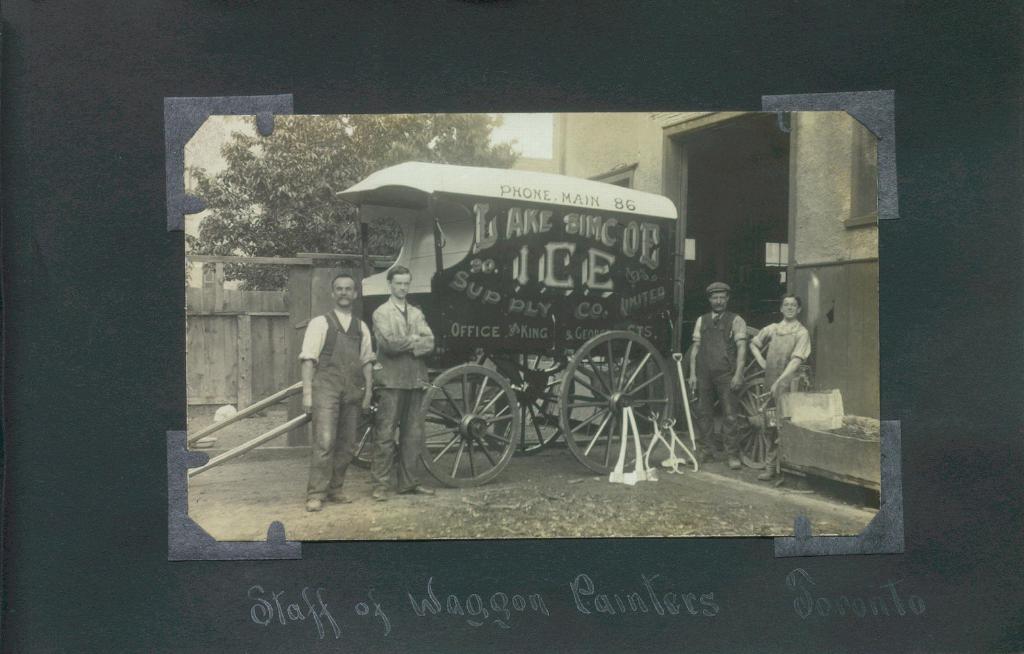 PHONE. MAIN 86
LAKE SIMCOE
ICE
SUPPLY CO. LIMITED
OFFICE KING & GEORGE STS.
Staff of Waggon Painters Toronto